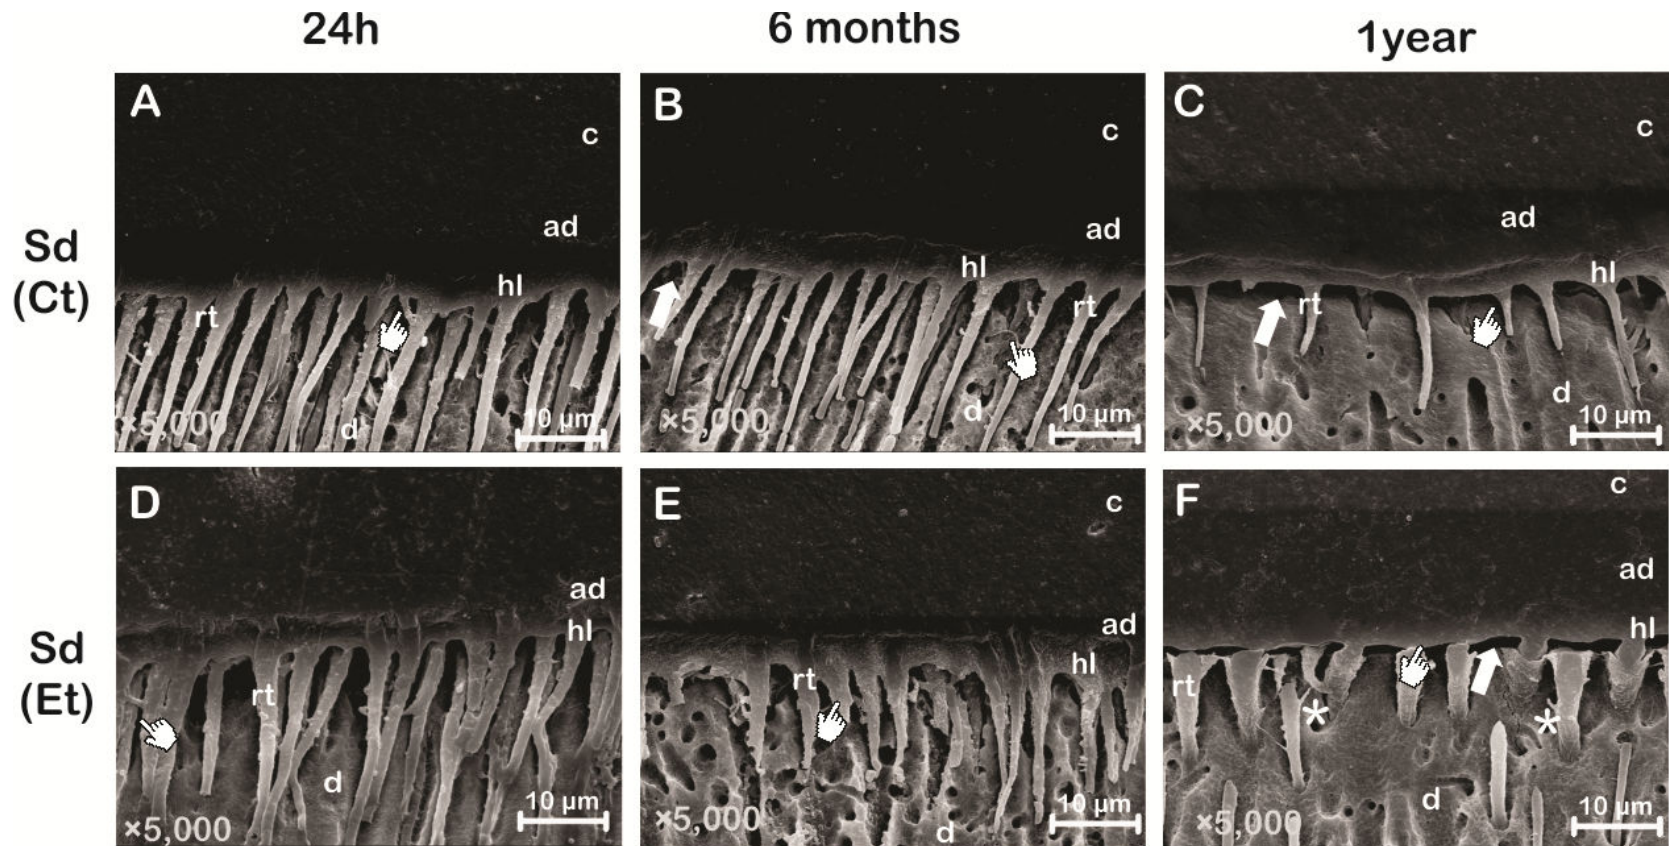 24h
6 months
1year
Sd
(Ct)
A
c
ad
hl
rt
d
×5,000
10 µm
B
c
ad
hl
rt
d
×5,000
10 µm
C
c
ad
hl
rt
d
×5,000
10 µm
Sd
(Et)
D
ad
hl
rt
d
×5,000
10 µm
E
c
ad
hl
rt
d
×5,000
10 µm
F
c
ad
hl
rt
*
*
d
×5,000
10 µm